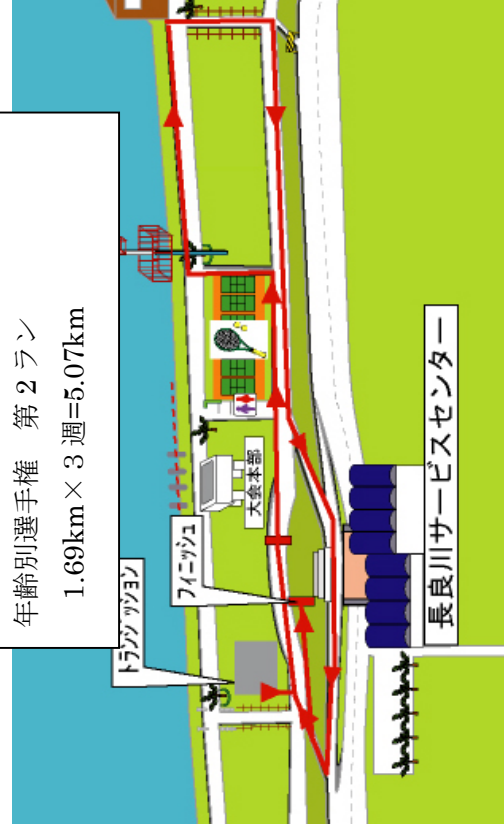 年齢別選手権　第２ラン
1.69km×３週=5.07km
トランジッション
フィニッシュ
大会本部
長良川サービスセンター